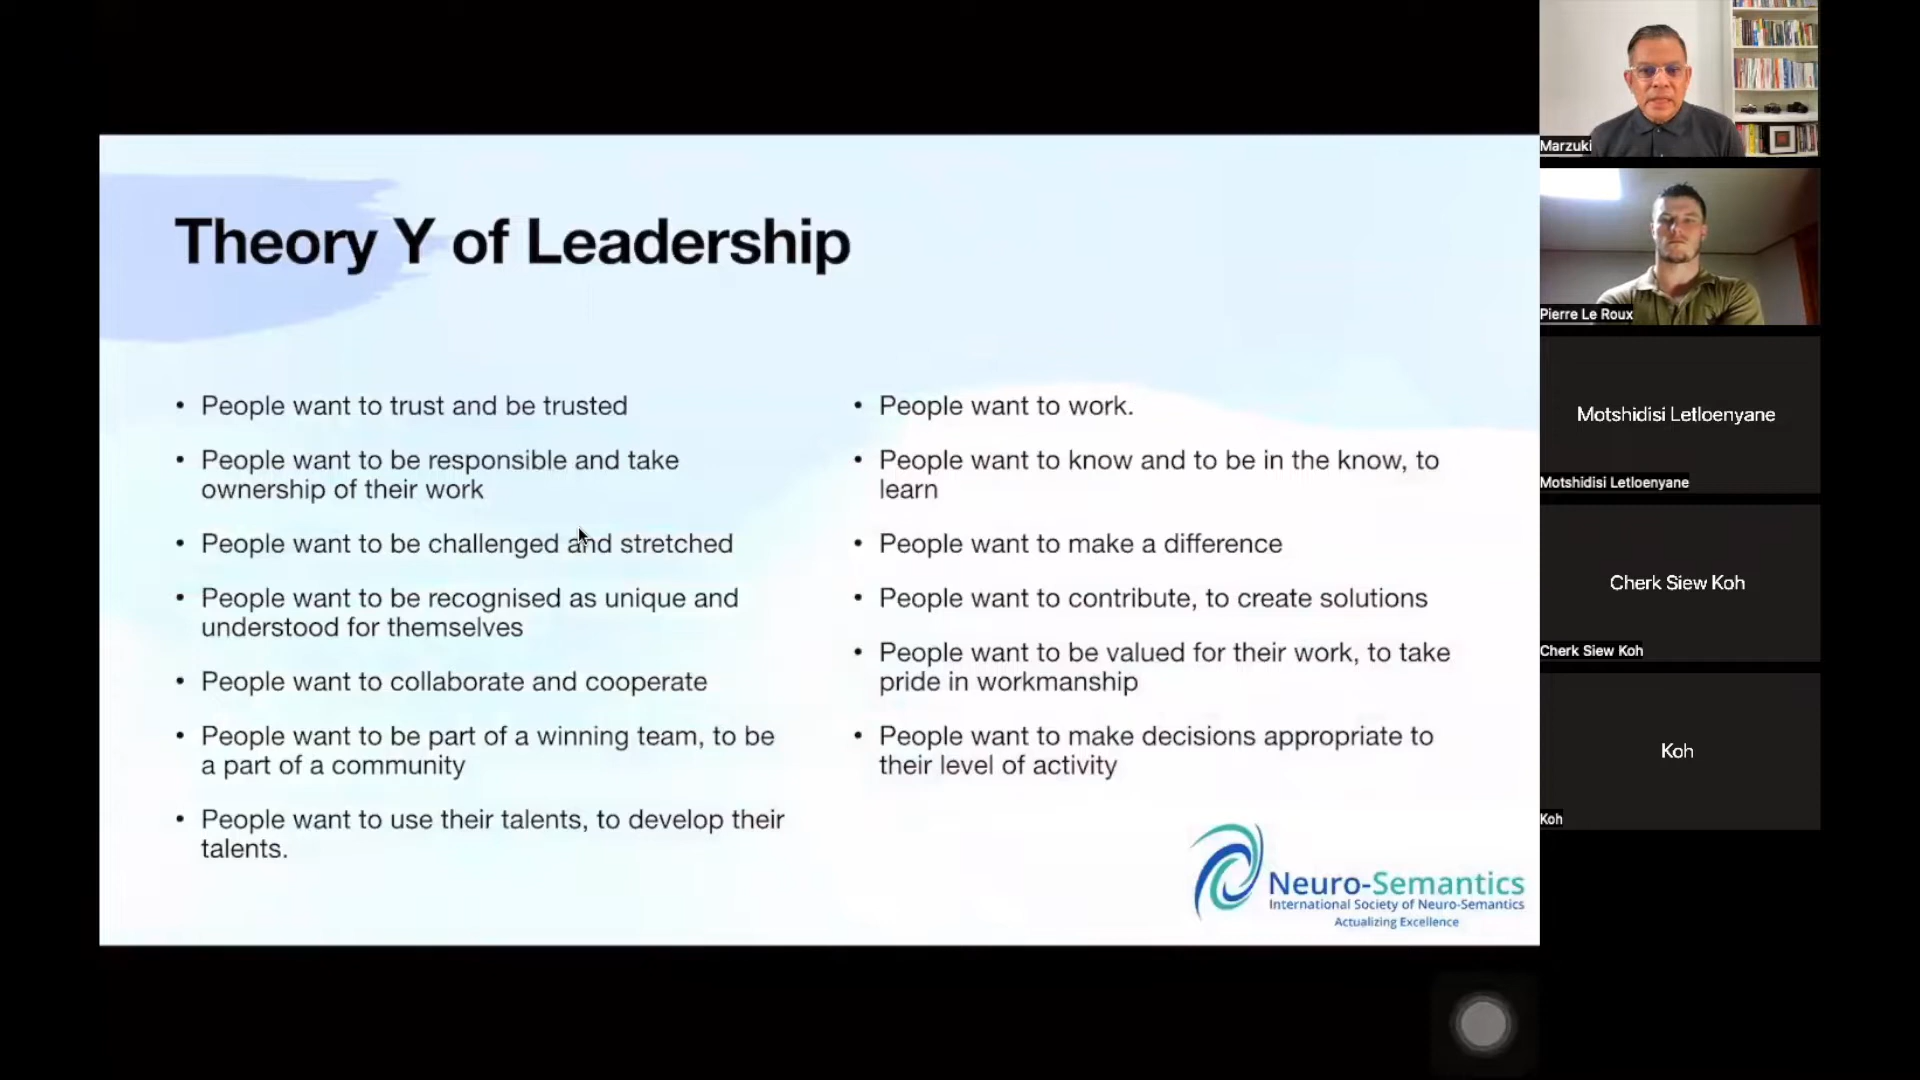 Theory Y of Leadership
• People want to trust and be trusted
• People want to be responsible and take
ownership of their work
• People want to be challenged and stretched
• People want to be recognised as unique and
understood for themselves
• People want to collaborate and cooperate
• People want to be part of a winning team, to be
a part of a community
• People want to use their talents, to develop their
talents.
• People want to work.
• People want to know and to be in the know, to
learn
• People want to make a difference
• People want to contribute, to create solutions
• People want to be valued for their work, to take
pride in workmanship
• People want to make decisions appropriate to
their level of activity
Neuro-Semantics
International Society of Neuro-Semantics
Actualizing Excellence
Marzuki
Pierre Le Roux
Motshidisi Letloenyane
Motshidisi Letloenyane
Cherk Siew Koh
Cherk Siew Koh
Koh
Koh